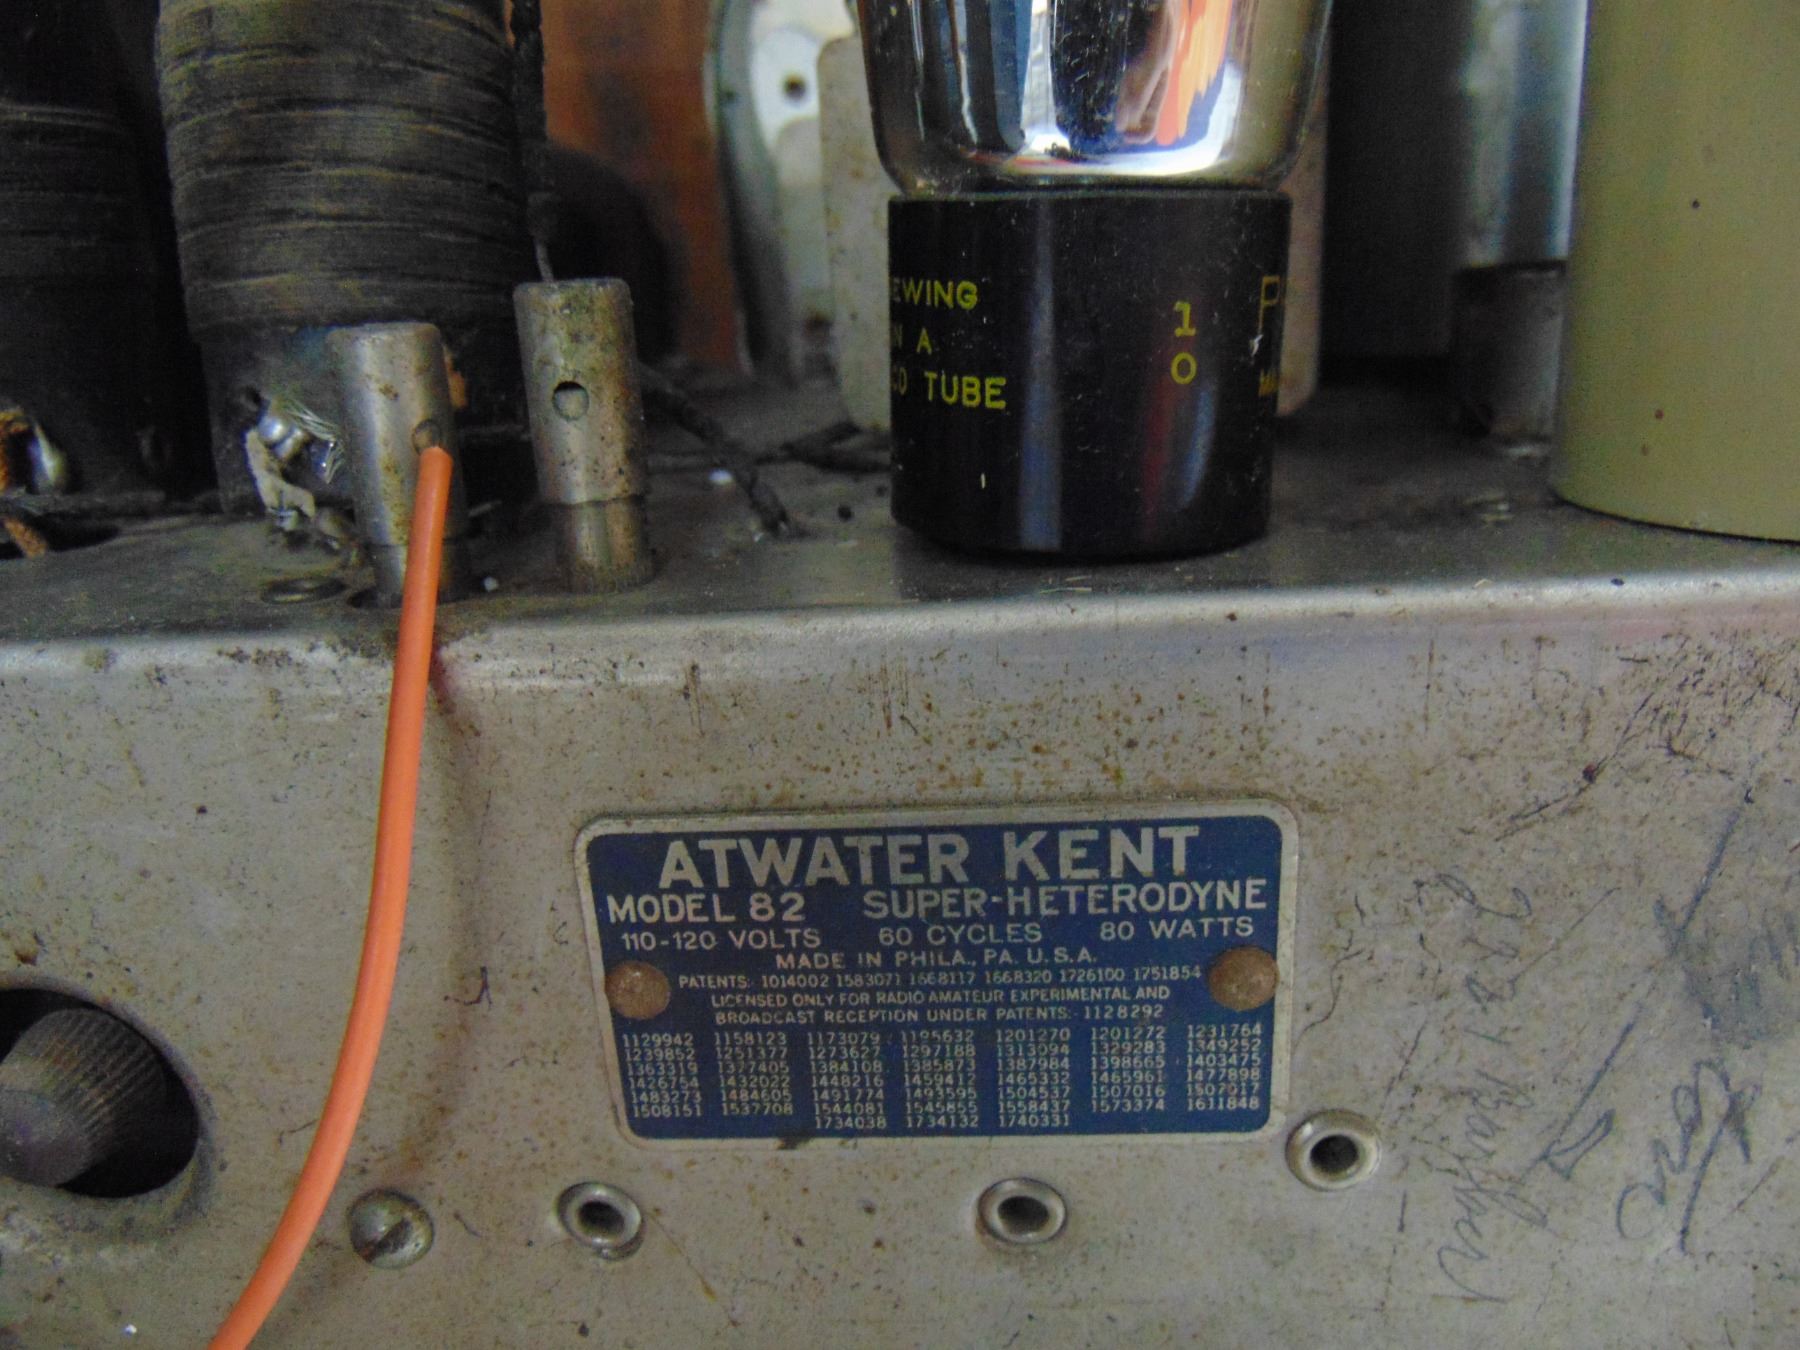 EWING
N A
CO TUBE
1
0
ATWATER KENT
MODEL 82 SUPER-HETERODYNE
110-120 VOLTS 60 CYCLES 80 WATTS
MADE IN PHILA., PA. U.S.A.
PATENTS: 1014002 1583071 1668117 1668320 1726100 1751854
LICENSED ONLY FOR RADIO AMATEUR EXPERIMENTAL AND
BROADCAST RECEPTION UNDER PATENTS:-1128292
1129942 1158123 1173079 1195632 1201270 1201272 1231764
1239852 1251377 1273627 1297188 1313094 1329283 1349252
1363319 1377405 1384108 1385873 1387984 1398665 1403475
1426754 1432022 1448216 1459412 1465332 1465961 1477898
1483273 1484605 1491774 1493595 1504537 1507016 1507017
1508151 1537708 1544081 1545855 1558437 1573374 1611848
1734038 1734132 1740331